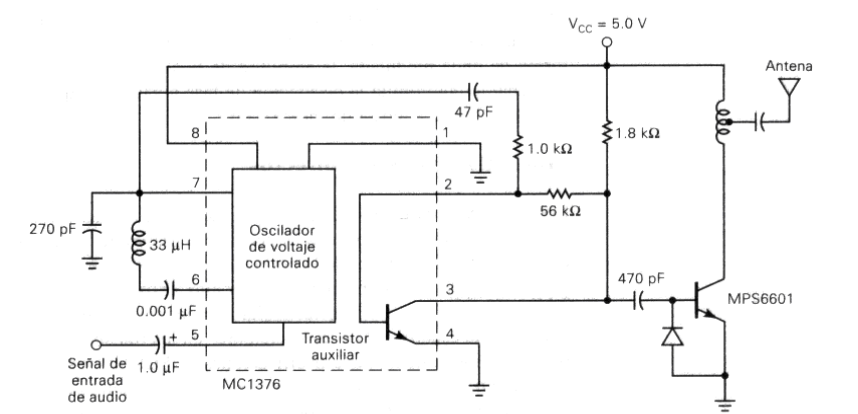 V_CC = 5.0 V
Antena
47 pF
8
1
1.0 kΩ
1.8 kΩ
7
2
56 kΩ
270 pF
33 μH
Oscilador
de voltaje
controlado
6
3
470 pF
MPS6601
0.001 μF
5
Transistor
auxiliar
4
+
1.0 μF
Señal de
entrada
de audio
MC1376